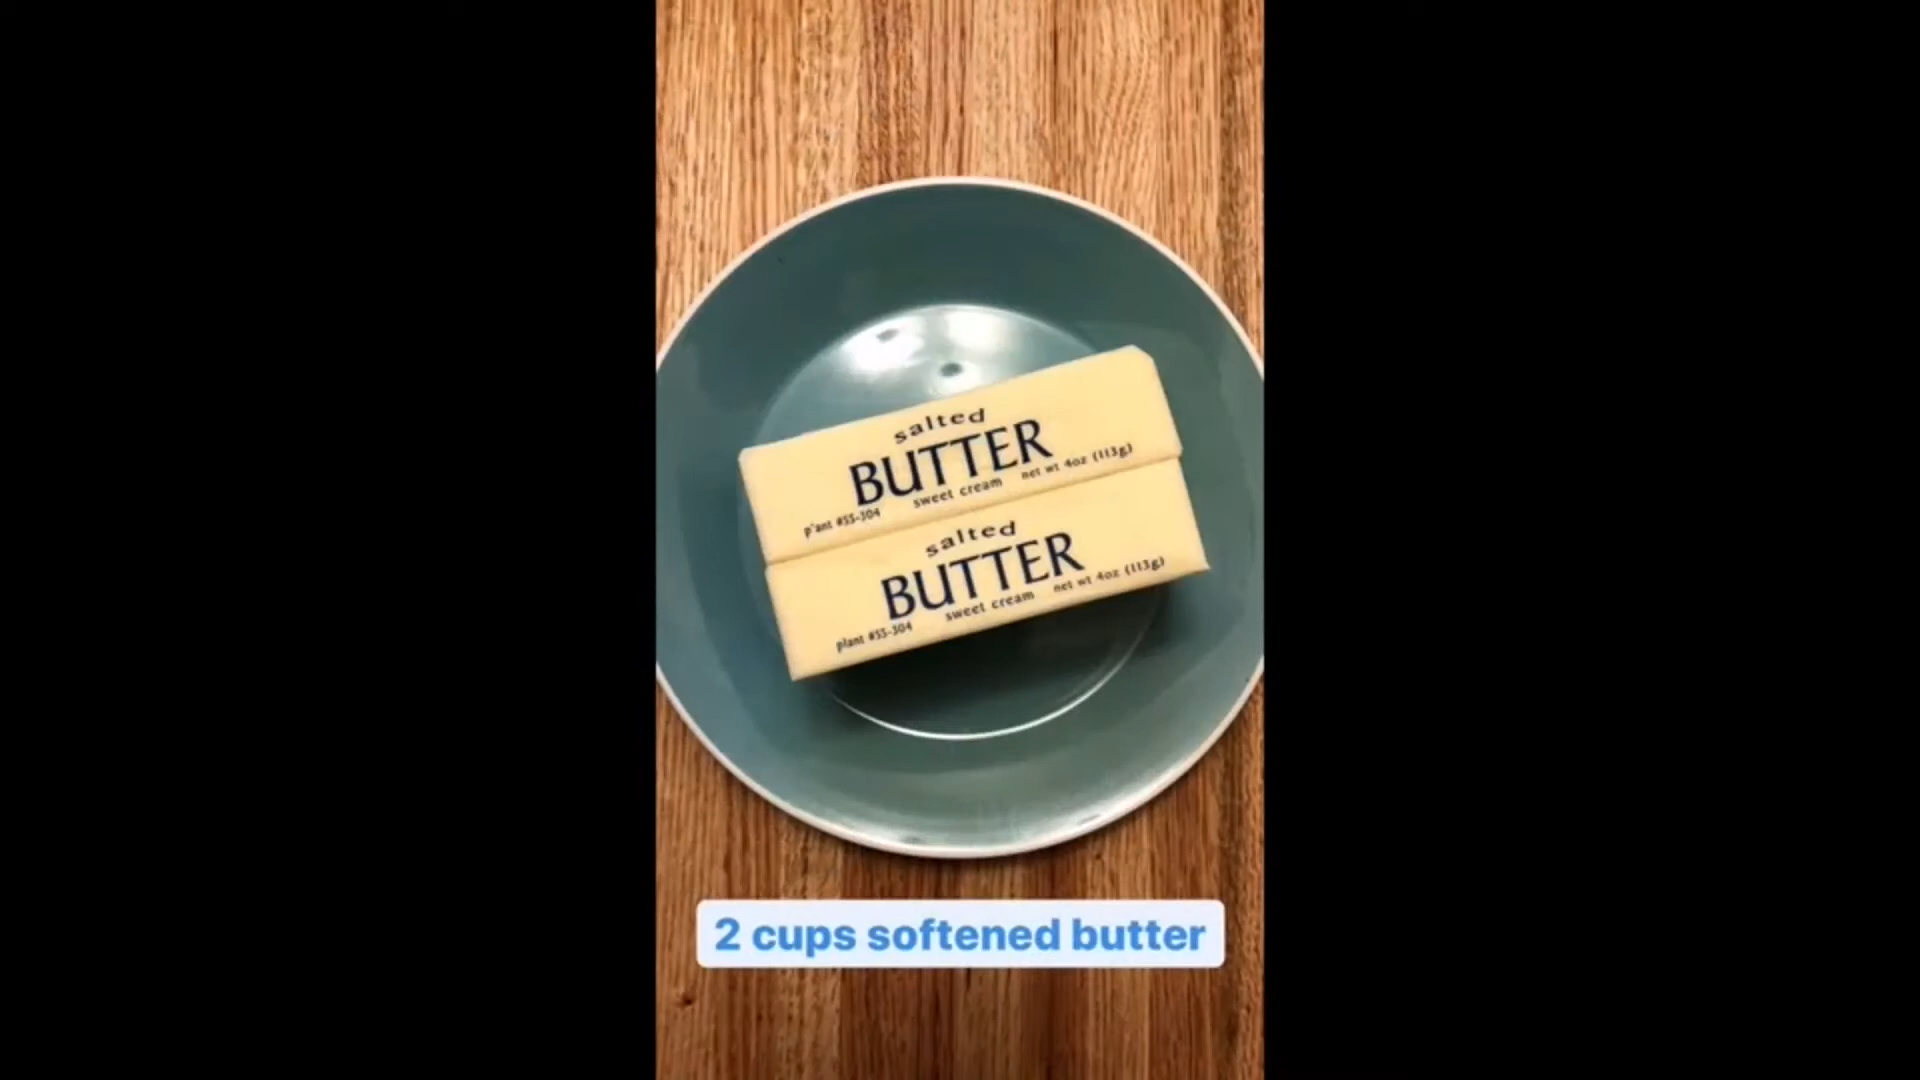 salted
BUTTER
sweet cream net wt 4oz (113g)
plant #55-304
salted
BUTTER
sweet cream net wt 4oz (113g)
plant #55-304
2 cups softened butter